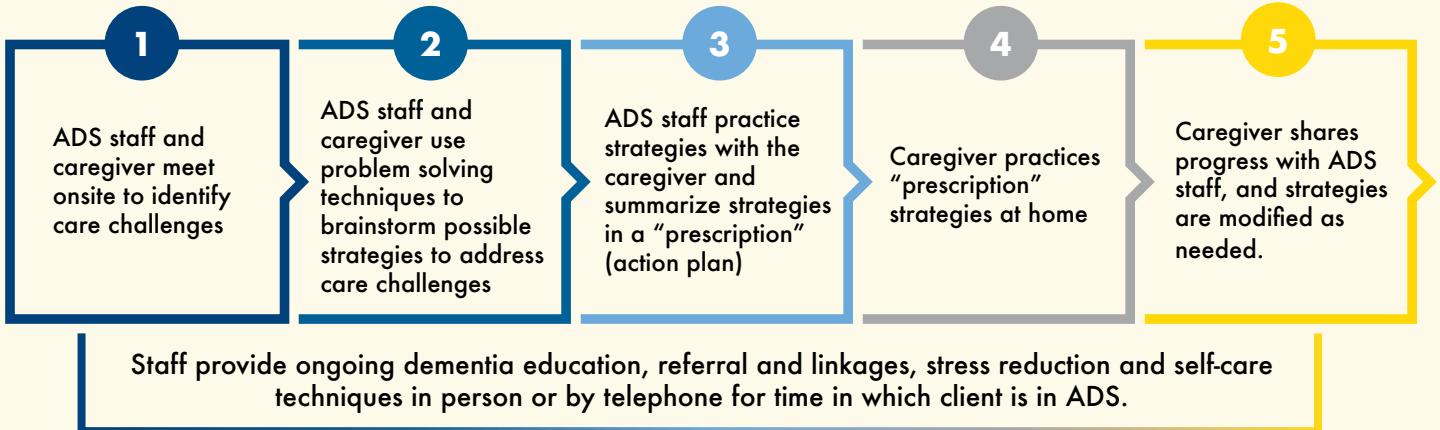 1
ADS staff and
caregiver meet
onsite to identify
care challenges
2
ADS staff and
caregiver use
problem solving
techniques to
brainstorm possible
strategies to address
care challenges
3
ADS staff practice
strategies with the
caregiver and
summarize strategies
in a “prescription”
(action plan)
4
Caregiver practices
“prescription”
strategies at home
5
Caregiver shares
progress with ADS
staff, and strategies
are modified as
needed.
Staff provide ongoing dementia education, referral and linkages, stress reduction and self-care
techniques in person or by telephone for time in which client is in ADS.